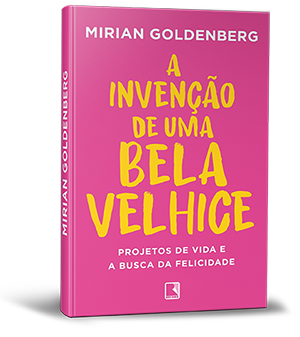 MIRIAN GOLDENBERG
A
INVENÇÃO
DE UMA
BELA
VELHICE
PROJETOS DE VIDA E
A BUSCA DA FELICIDADE
MIRIAN GOLDENBERG